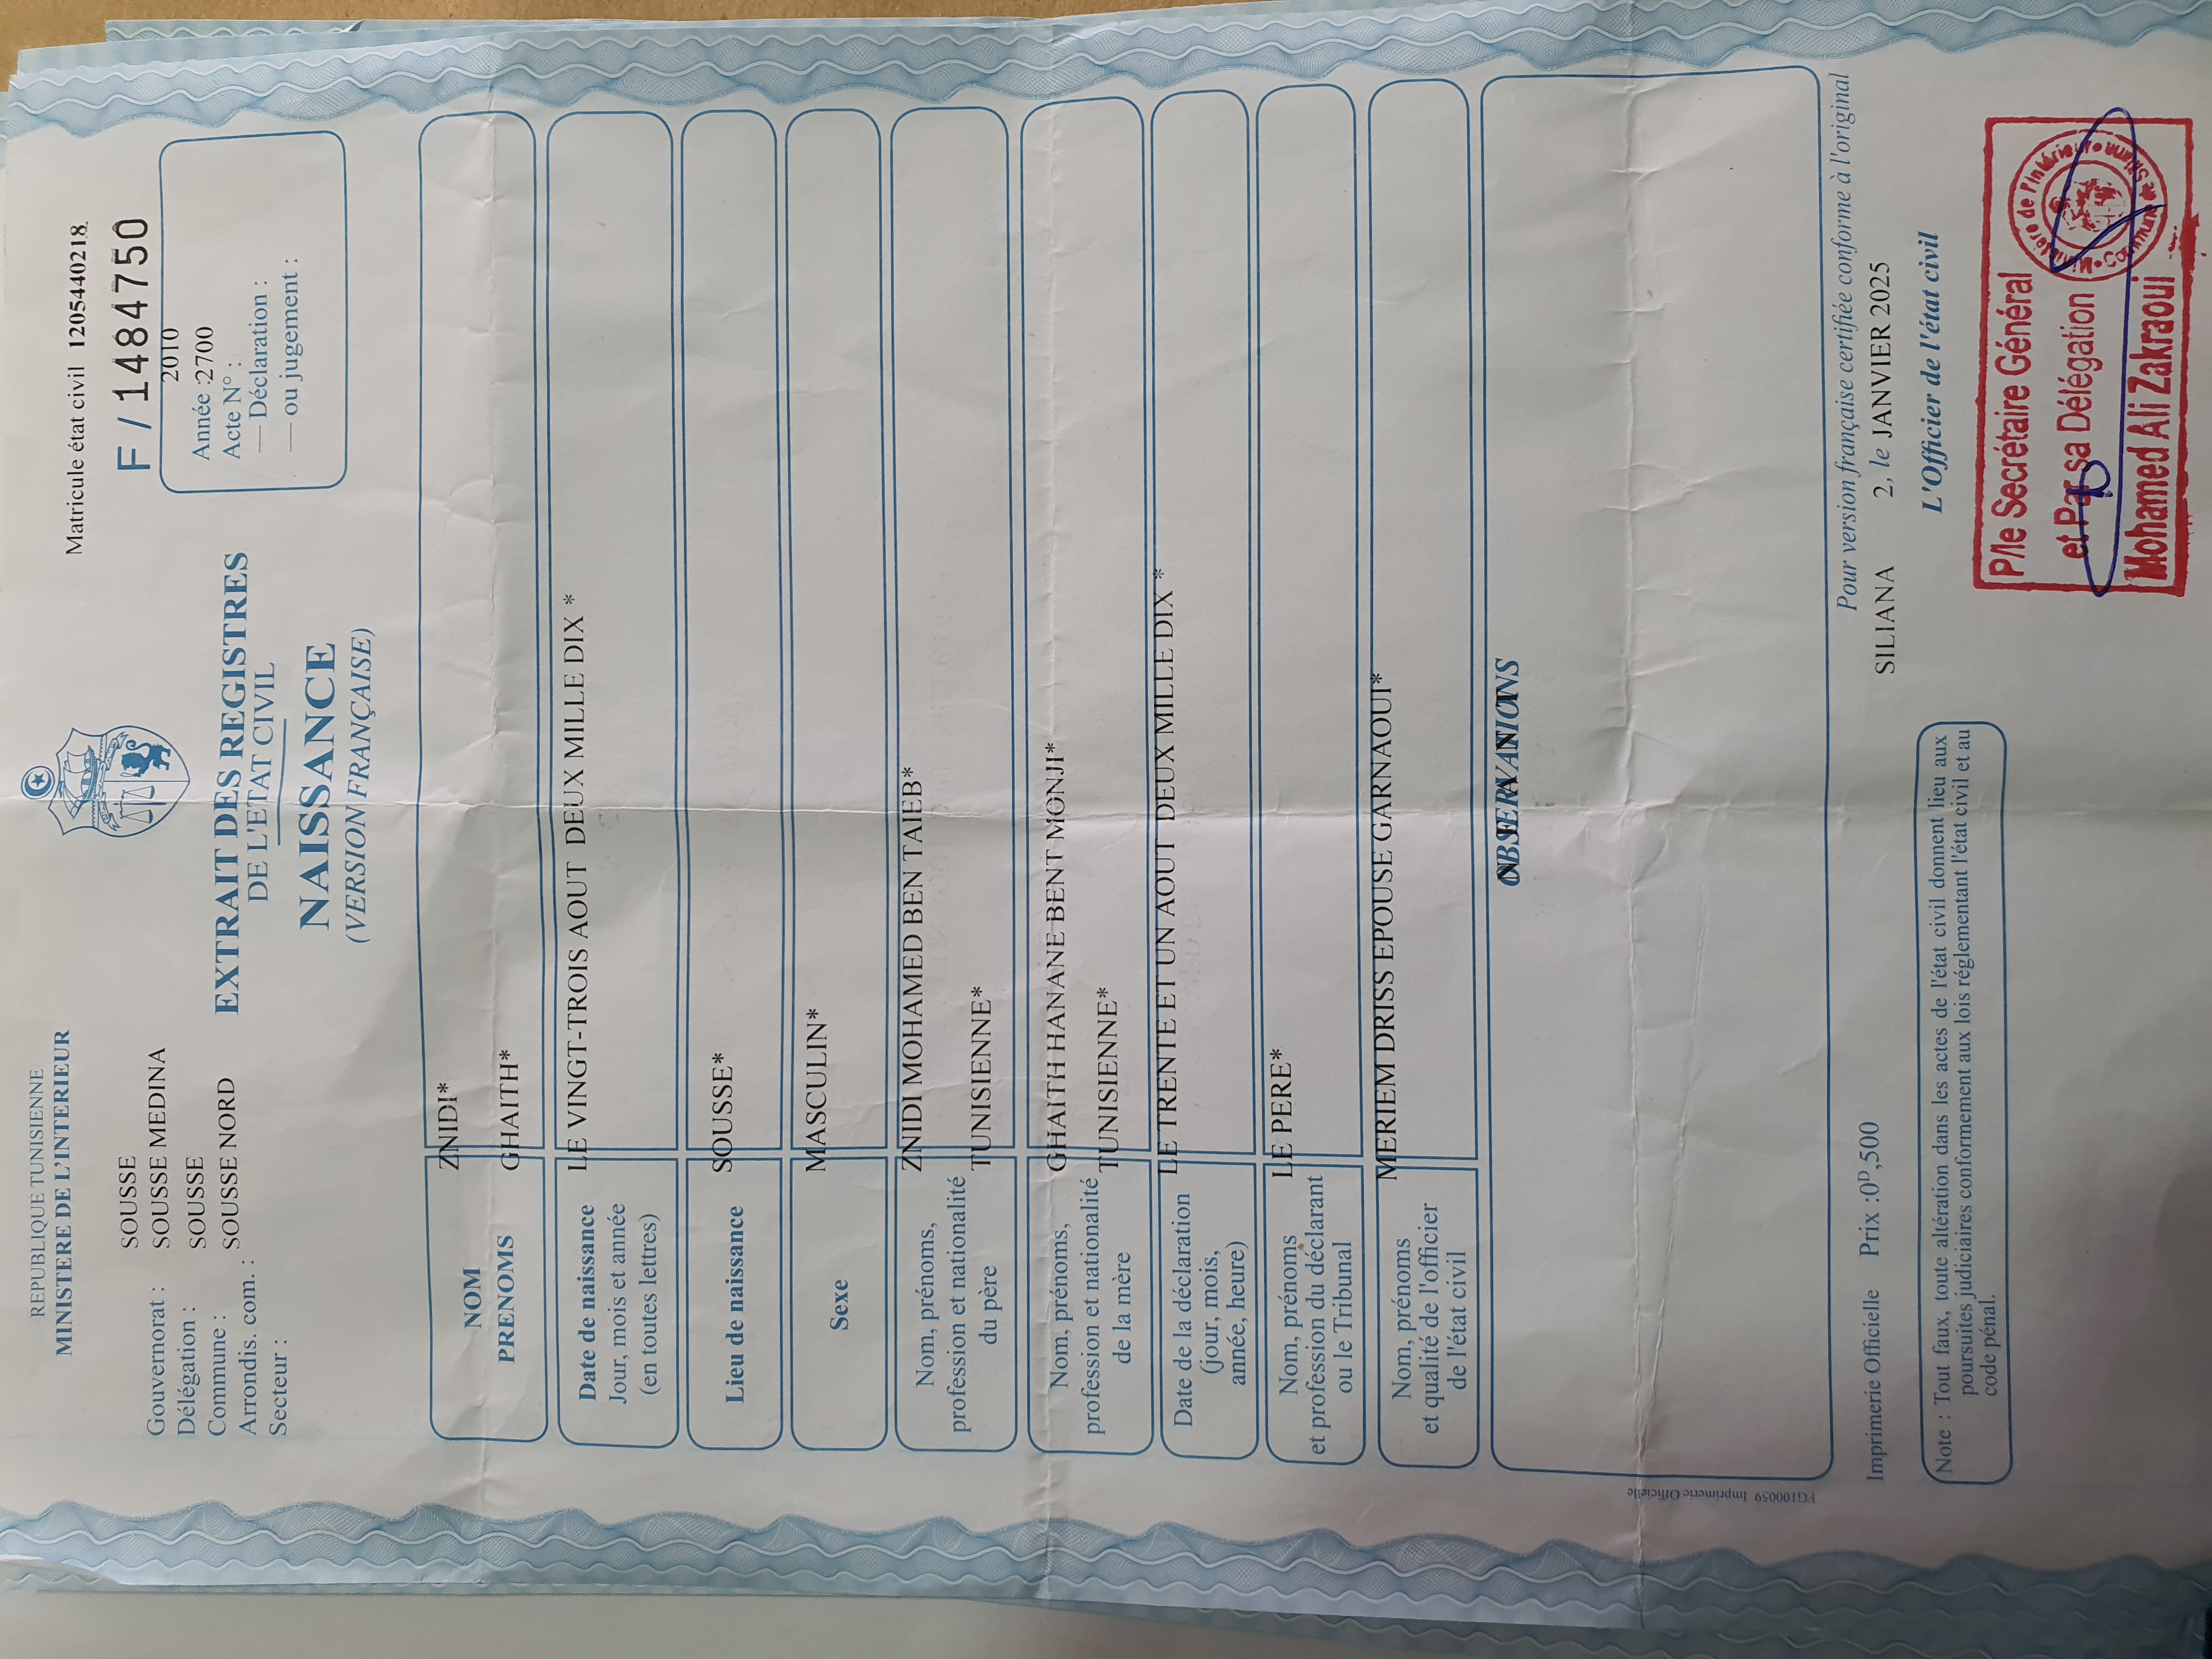 REPUBLIQUE TUNISIENNE
MINISTERE DE L'INTERIEUR
Matricule état civil 1205440218
F / 1484750
Gouvernorat : SOUSSE
Délégation : SOUSSE MEDINA
Commune : SOUSSE
Arrondis. com. : SOUSSE NORD
Secteur :
EXTRAIT DES REGISTRES
DE L'ETAT CIVIL
NAISSANCE
(VERSION FRANÇAISE)
2010
Année :2700
Acte N° :
— Déclaration :
— ou jugement :
NOM ZNIDI*
PRENOMS GHAITH*
Date de naissance LE VINGT-TROIS AOUT DEUX MILLE DIX *
Jour, mois et année
(en toutes lettres)
Lieu de naissance SOUSSE*
Sexe MASCULIN*
Nom, prénoms, ZNIDI MOHAMED BEN TAIEB*
profession et nationalité TUNISIENNE*
du père
Nom, prénoms, GHAITH HANANE BENT MONJI*
profession et nationalité TUNISIENNE*
de la mère
Date de la déclaration LE TRENTE ET UN AOUT DEUX MILLE DIX *
(jour, mois,
année, heure)
Nom, prénoms LE PERE*
et profession du déclarant
ou le Tribunal
Nom, prénoms MERIEM DRISS EPOUSE GARNAOUI*
et qualité de l'officier
de l'état civil
OBSERVATIONS
FG100059 Imprimerie Officielle
Imprimerie Officielle Prix :0ᴰ,500
Pour version française certifiée conforme à l'original
SILIANA 2, le JANVIER 2025
L'Officier de l'état civil
Note : Tout faux, toute altération dans les actes de l'état civil donnent lieu aux
poursuites judiciaires conformement aux lois réglementant l'état civil et au
code pénal.
P/le Secrétaire Général
et Par sa Délégation
Mohamed Ali Zakraoui
Ministère de l'Intérieur
Commune de Siliana